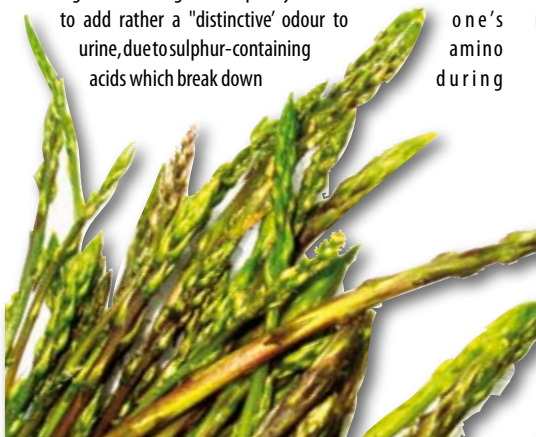 to add rather a "distinctive’ odour to one’s
urine, due to sulphur-containing amino
acids which break down during